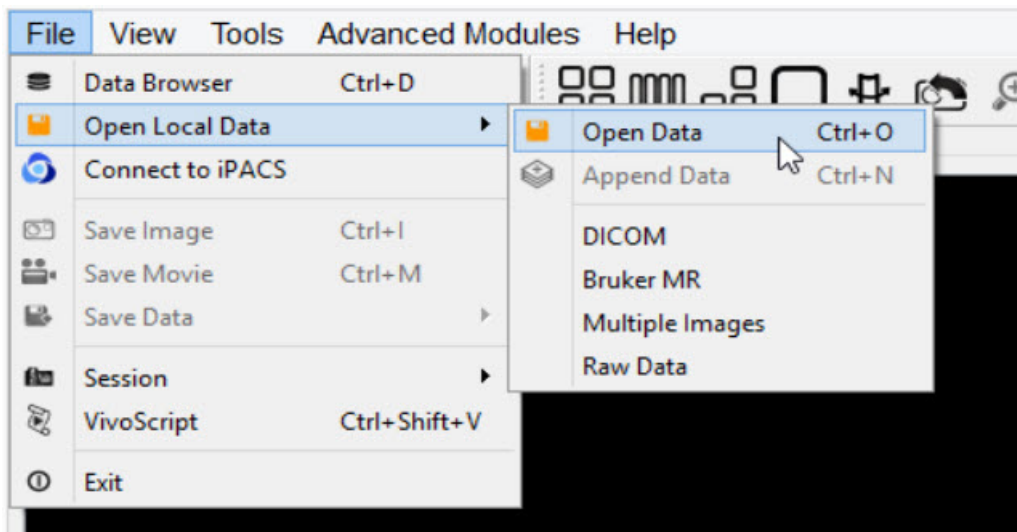 File View Tools Advanced Modules Help
Data Browser Ctrl+D
Open Local Data
Connect to iPACS
Save Image Ctrl+I
Save Movie Ctrl+M
Save Data
Session
VivoScript Ctrl+Shift+V
Exit
Open Data Ctrl+O
Append Data Ctrl+N
DICOM
Bruker MR
Multiple Images
Raw Data